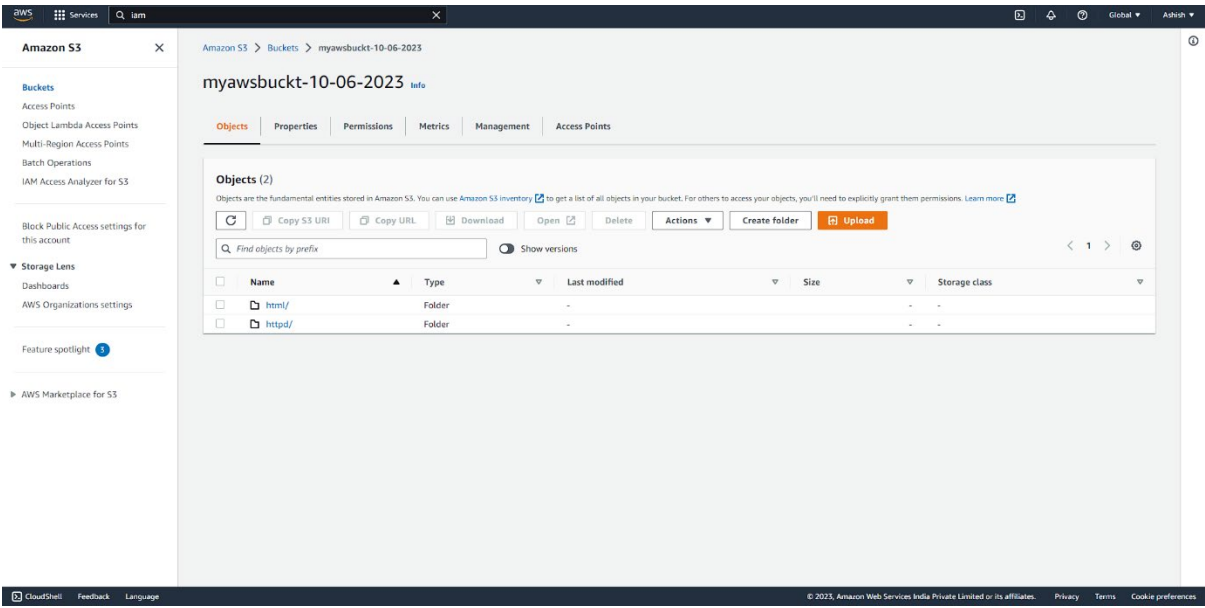 aws Services iam Global Ashish
Amazon S3
Buckets
Access Points
Object Lambda Access Points
Multi-Region Access Points
Batch Operations
IAM Access Analyzer for S3
Block Public Access settings for
this account
Storage Lens
Dashboards
AWS Organizations settings
Feature spotlight 3
AWS Marketplace for S3
Amazon S3 > Buckets > myawsbuckt-10-06-2023
myawsbuckt-10-06-2023 Info
Objects Properties Permissions Metrics Management Access Points
Objects (2)
Objects are the fundamental entities stored in Amazon S3. You can use Amazon S3 inventory to get a list of all objects in your bucket. For others to access your objects, you'll need to explicitly grant them permissions. Learn more
Copy S3 URI Copy URL Download Open Delete Actions Create folder Upload
Find objects by prefix Show versions < 1 >
Name Type Last modified Size Storage class
html/ Folder - - -
httpd/ Folder - - -
CloudShell Feedback Language © 2023, Amazon Web Services India Private Limited or its affiliates. Privacy Terms Cookie preferences